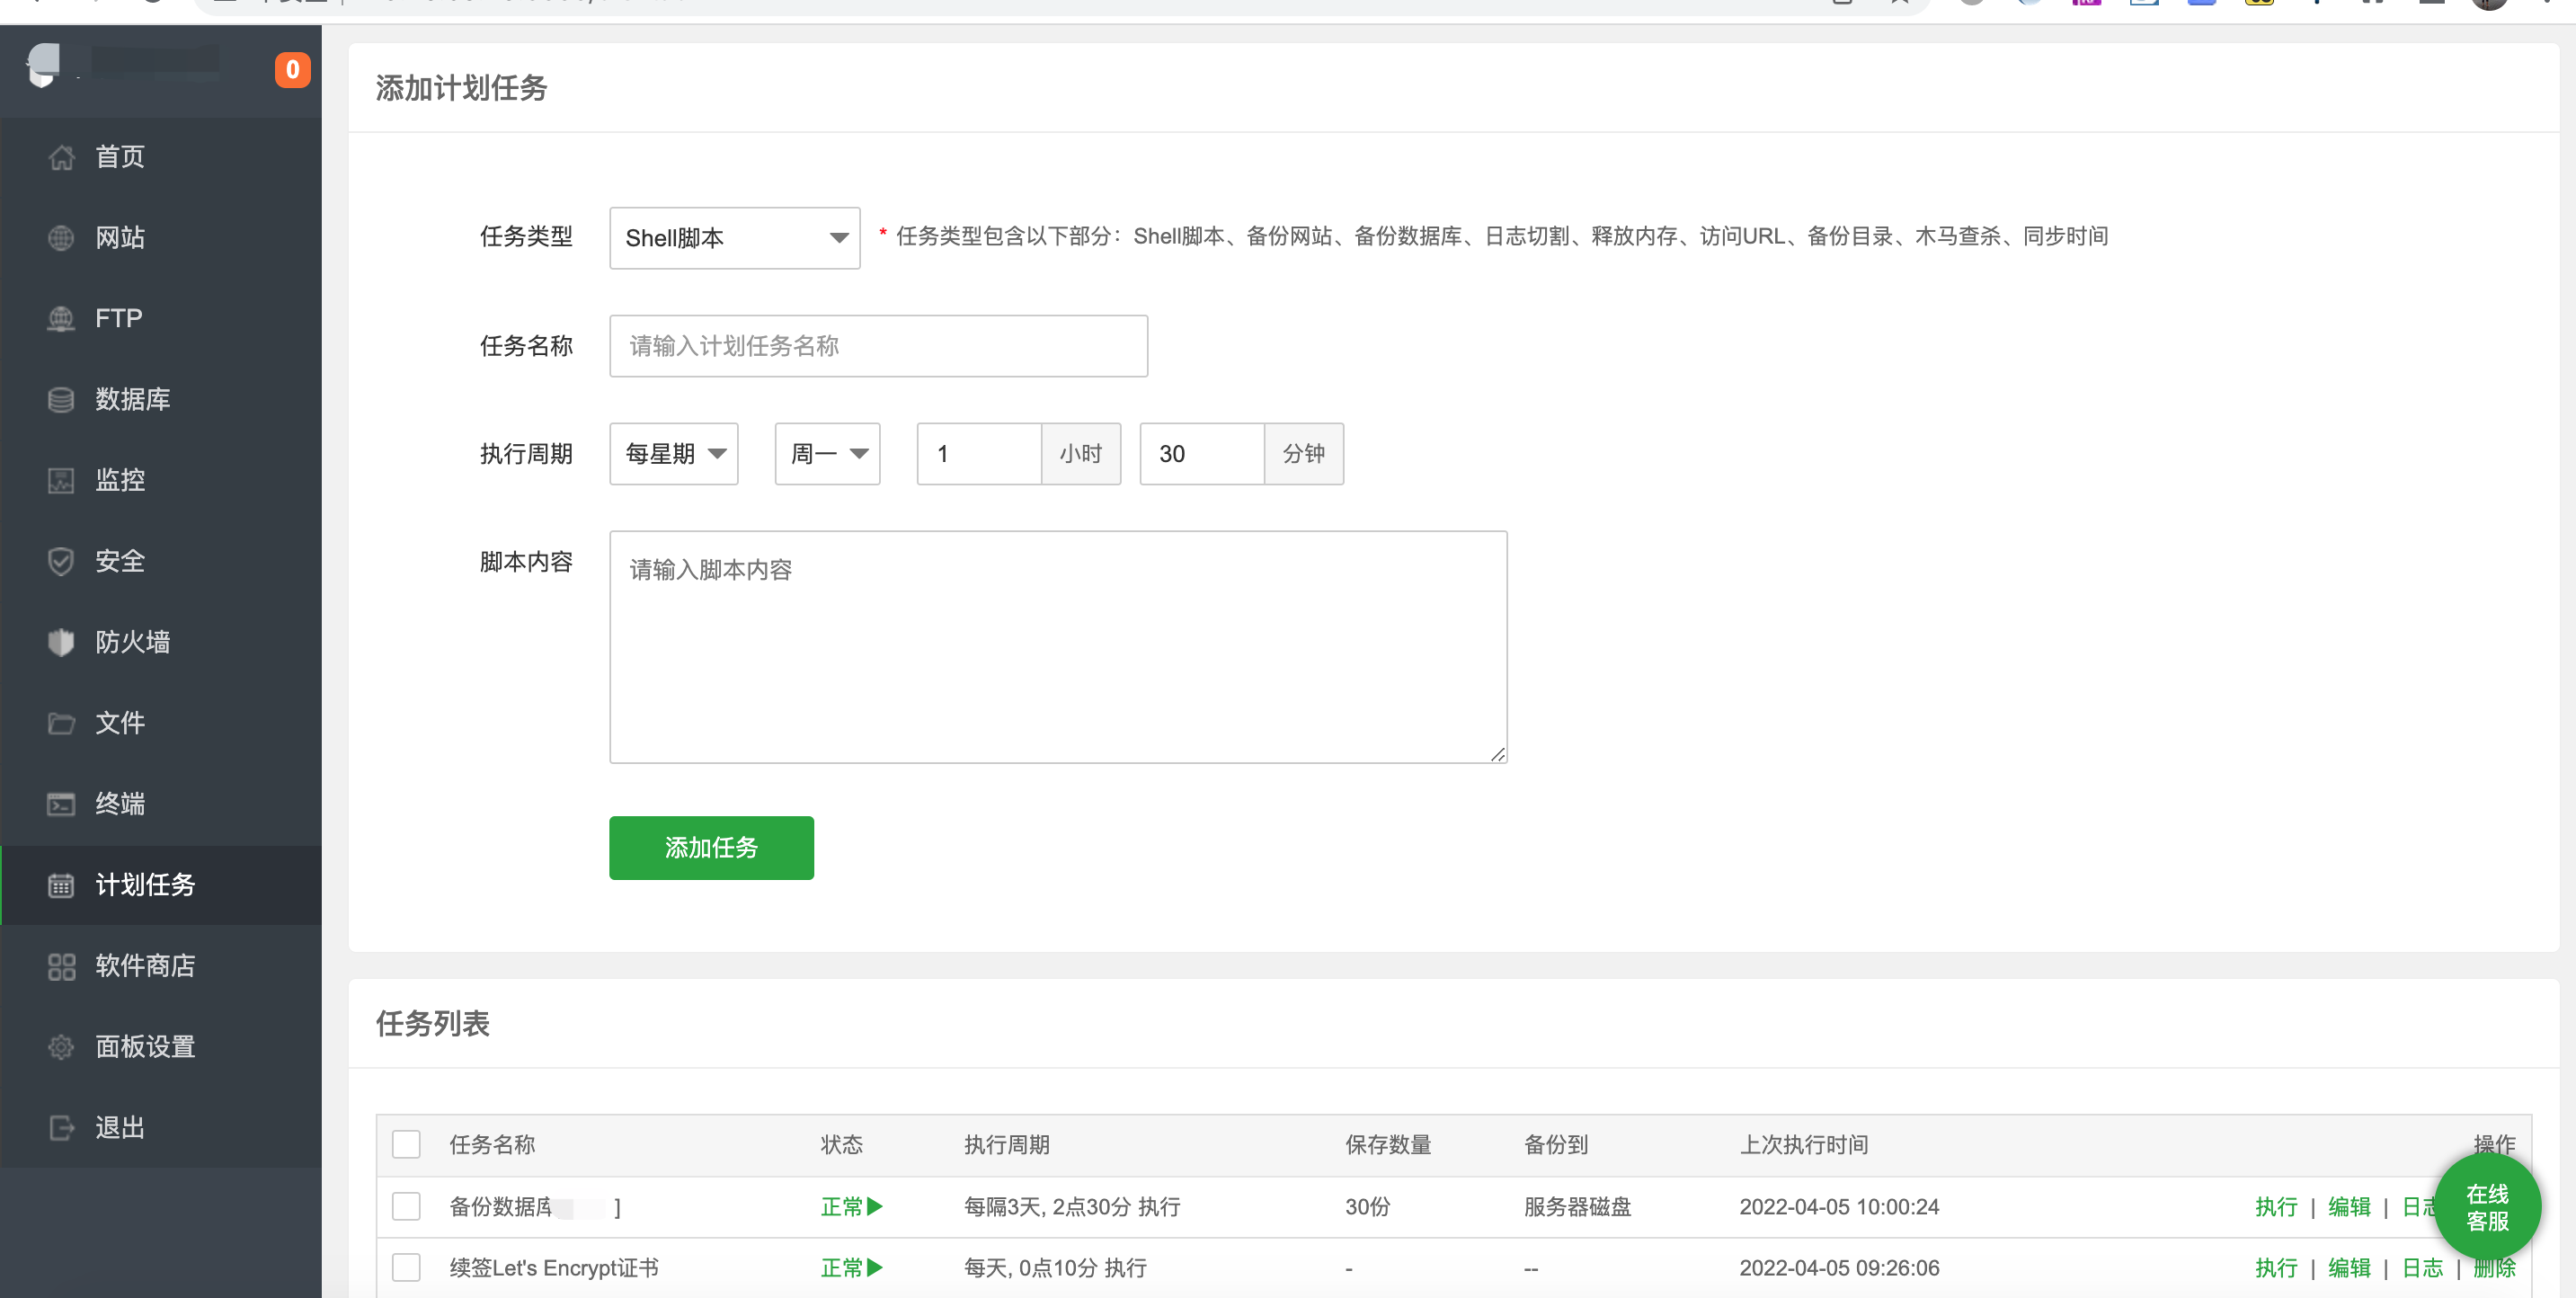 0
首页
网站
FTP
数据库
监控
安全
防火墙
文件
终端
计划任务
软件商店
面板设置
退出
添加计划任务
任务类型 Shell脚本 * 任务类型包含以下部分：Shell脚本、备份网站、备份数据库、日志切割、释放内存、访问URL、备份目录、木马查杀、同步时间
任务名称 请输入计划任务名称
执行周期 每星期 周一 1 小时 30 分钟
脚本内容 请输入脚本内容
添加任务
任务列表
任务名称 状态 执行周期 保存数量 备份到 上次执行时间 操作
备份数据库 ] 正常 每隔3天, 2点30分 执行 30份 服务器磁盘 2022-04-05 10:00:24 执行 | 编辑 | 日志
续签Let's Encrypt证书 正常 每天, 0点10分 执行 - -- 2022-04-05 09:26:06 执行 | 编辑 | 日志 | 删除
在线
客服